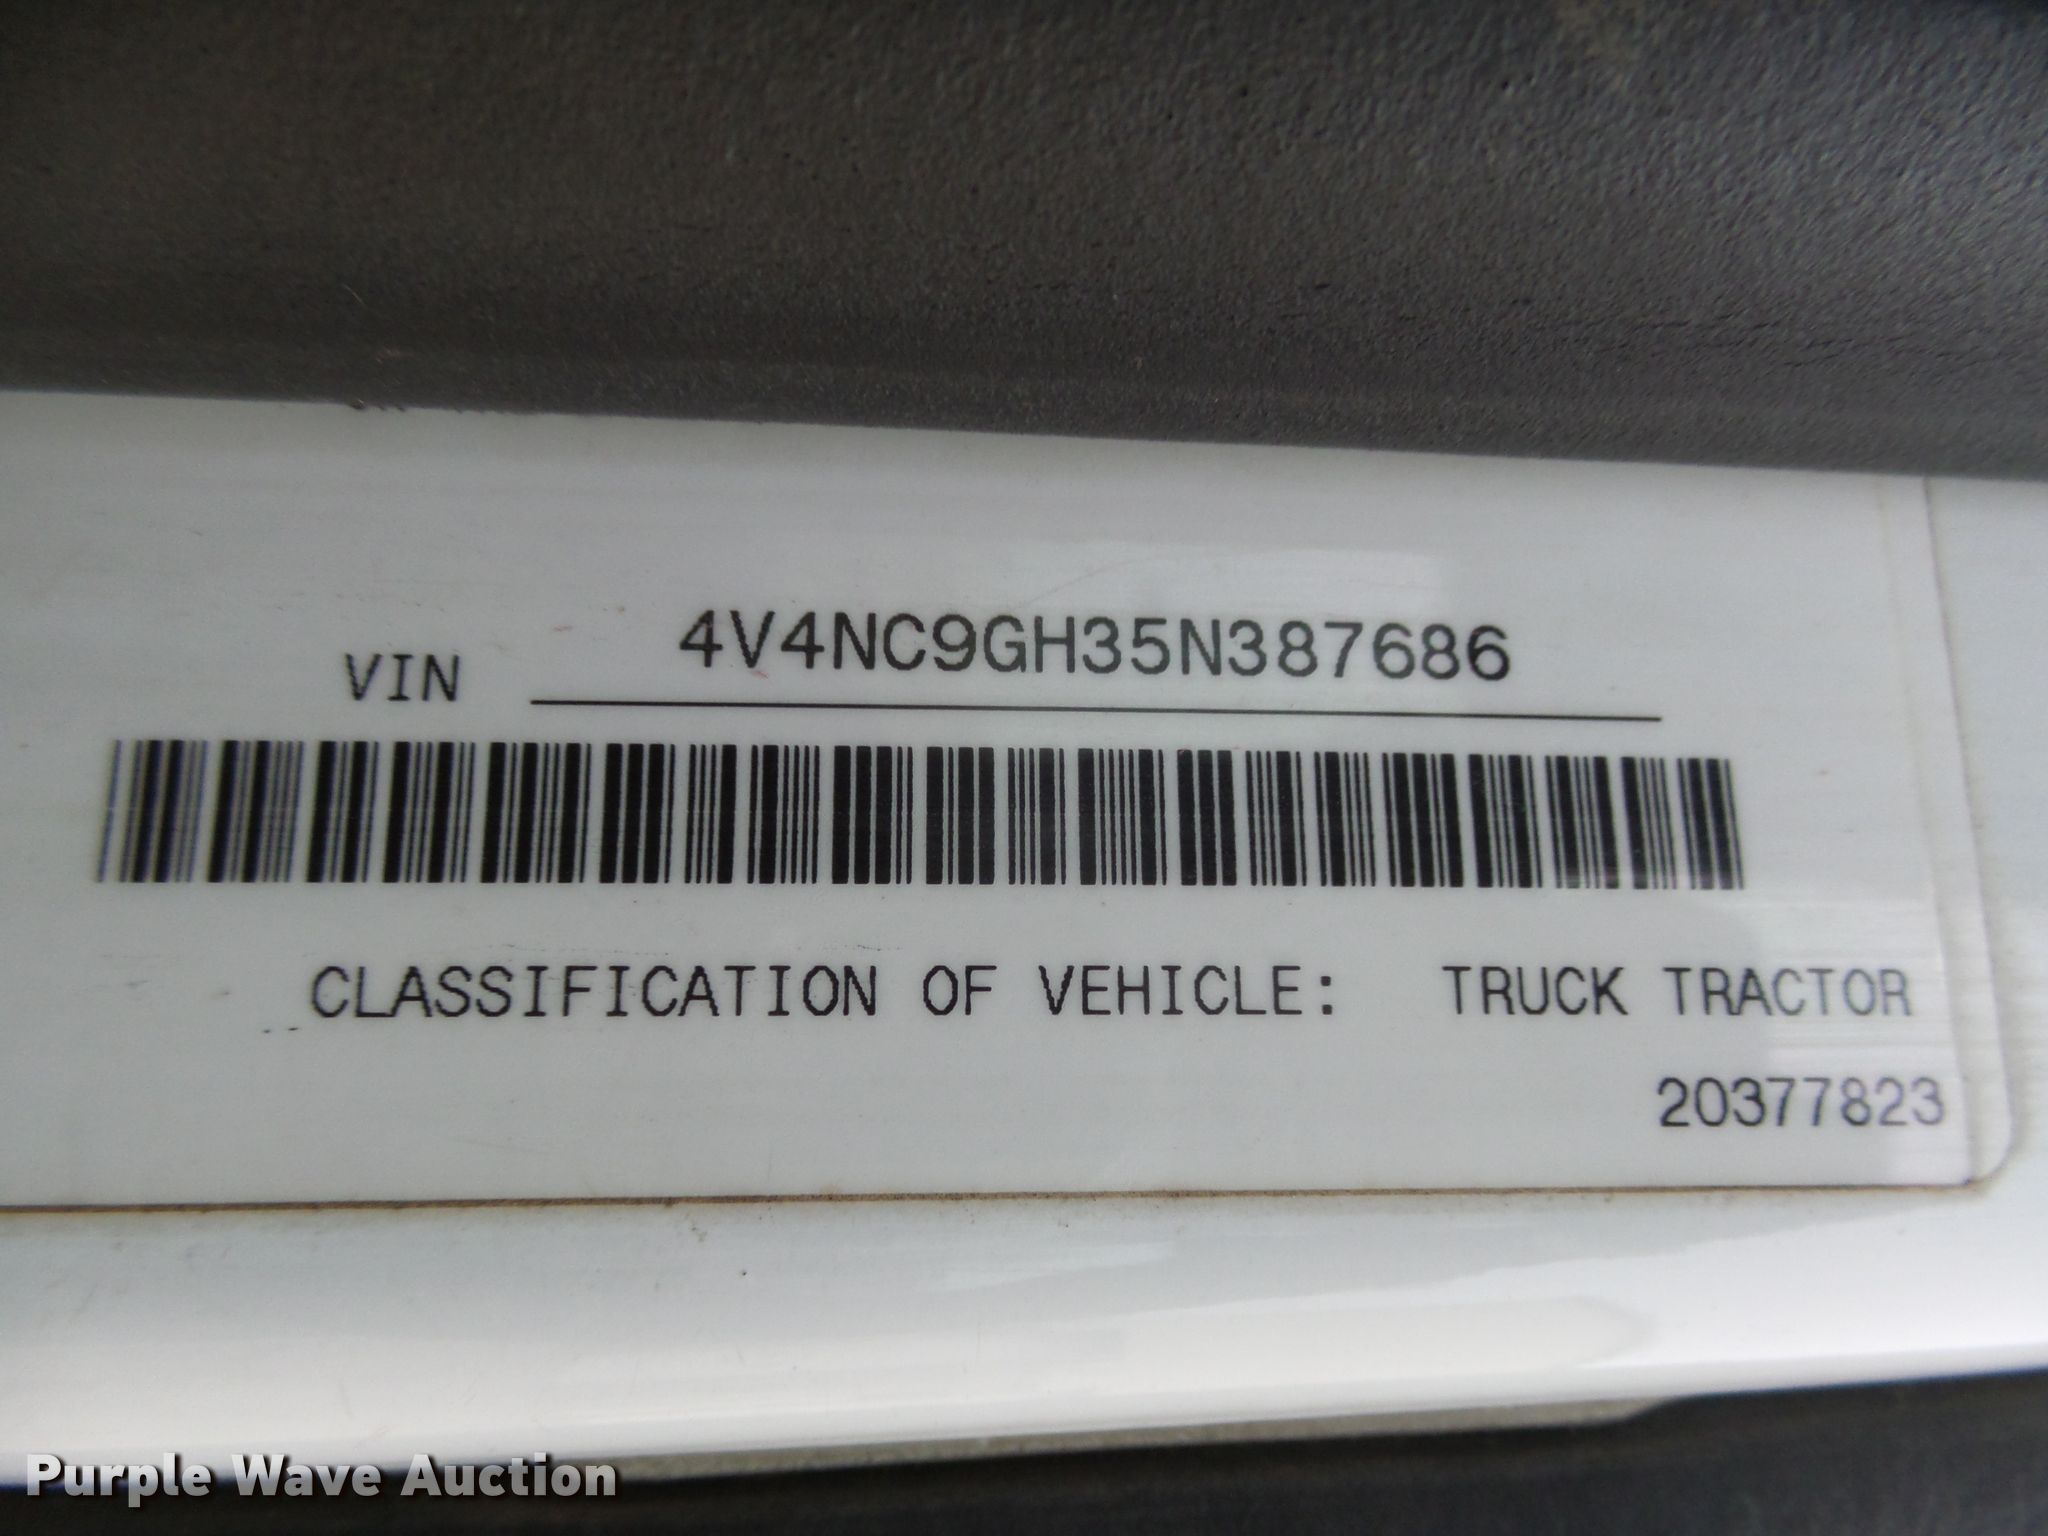 4V4NC9GH35N387686
VIN
CLASSIFICATION OF VEHICLE: TRUCK TRACTOR
20377823
Purple Wave Auction